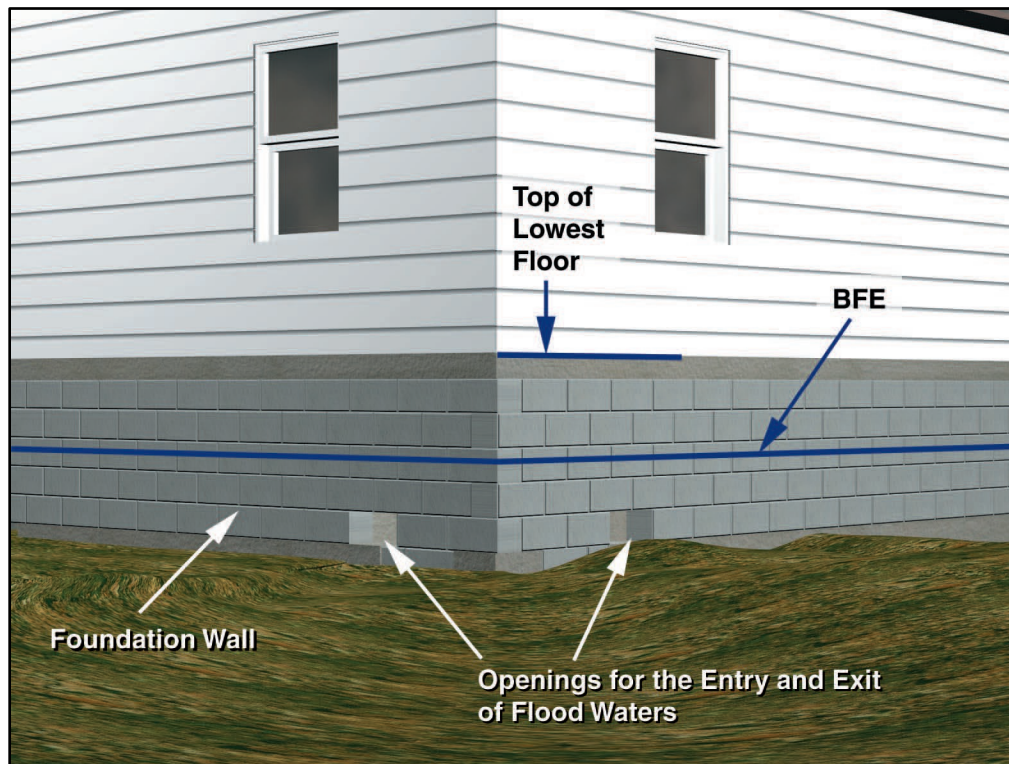 Top of
Lowest
Floor
BFE
Foundation Wall
Openings for the Entry and Exit
of Flood Waters